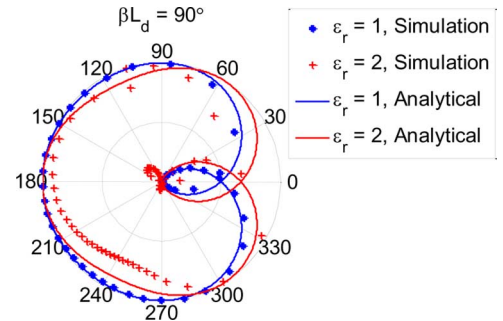 βL_d = 90°
90
60
120
30
150
180
0
210
330
240
300
270
ε_r = 1, Simulation
ε_r = 2, Simulation
ε_r = 1, Analytical
ε_r = 2, Analytical